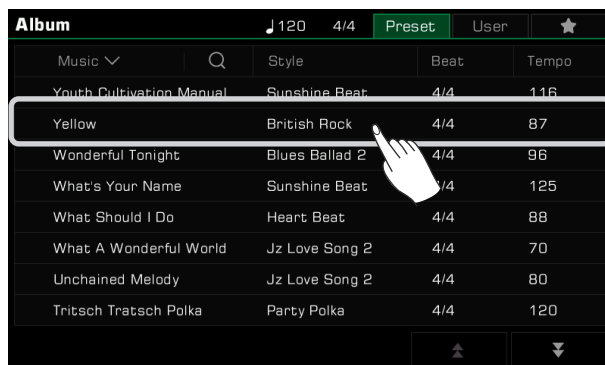 Album ♩120 4/4 Preset User ★
Music Style Beat Tempo
Youth Cultivation Manual Sunshine Beat 4/4 116
Yellow British Rock 4/4 87
Wonderful Tonight Blues Ballad 2 4/4 96
What's Your Name Sunshine Beat 4/4 125
What Should I Do Heart Beat 4/4 88
What A Wonderful World Jz Love Song 2 4/4 70
Unchained Melody Jz Love Song 2 4/4 80
Tritsch Tratsch Polka Party Polka 4/4 120